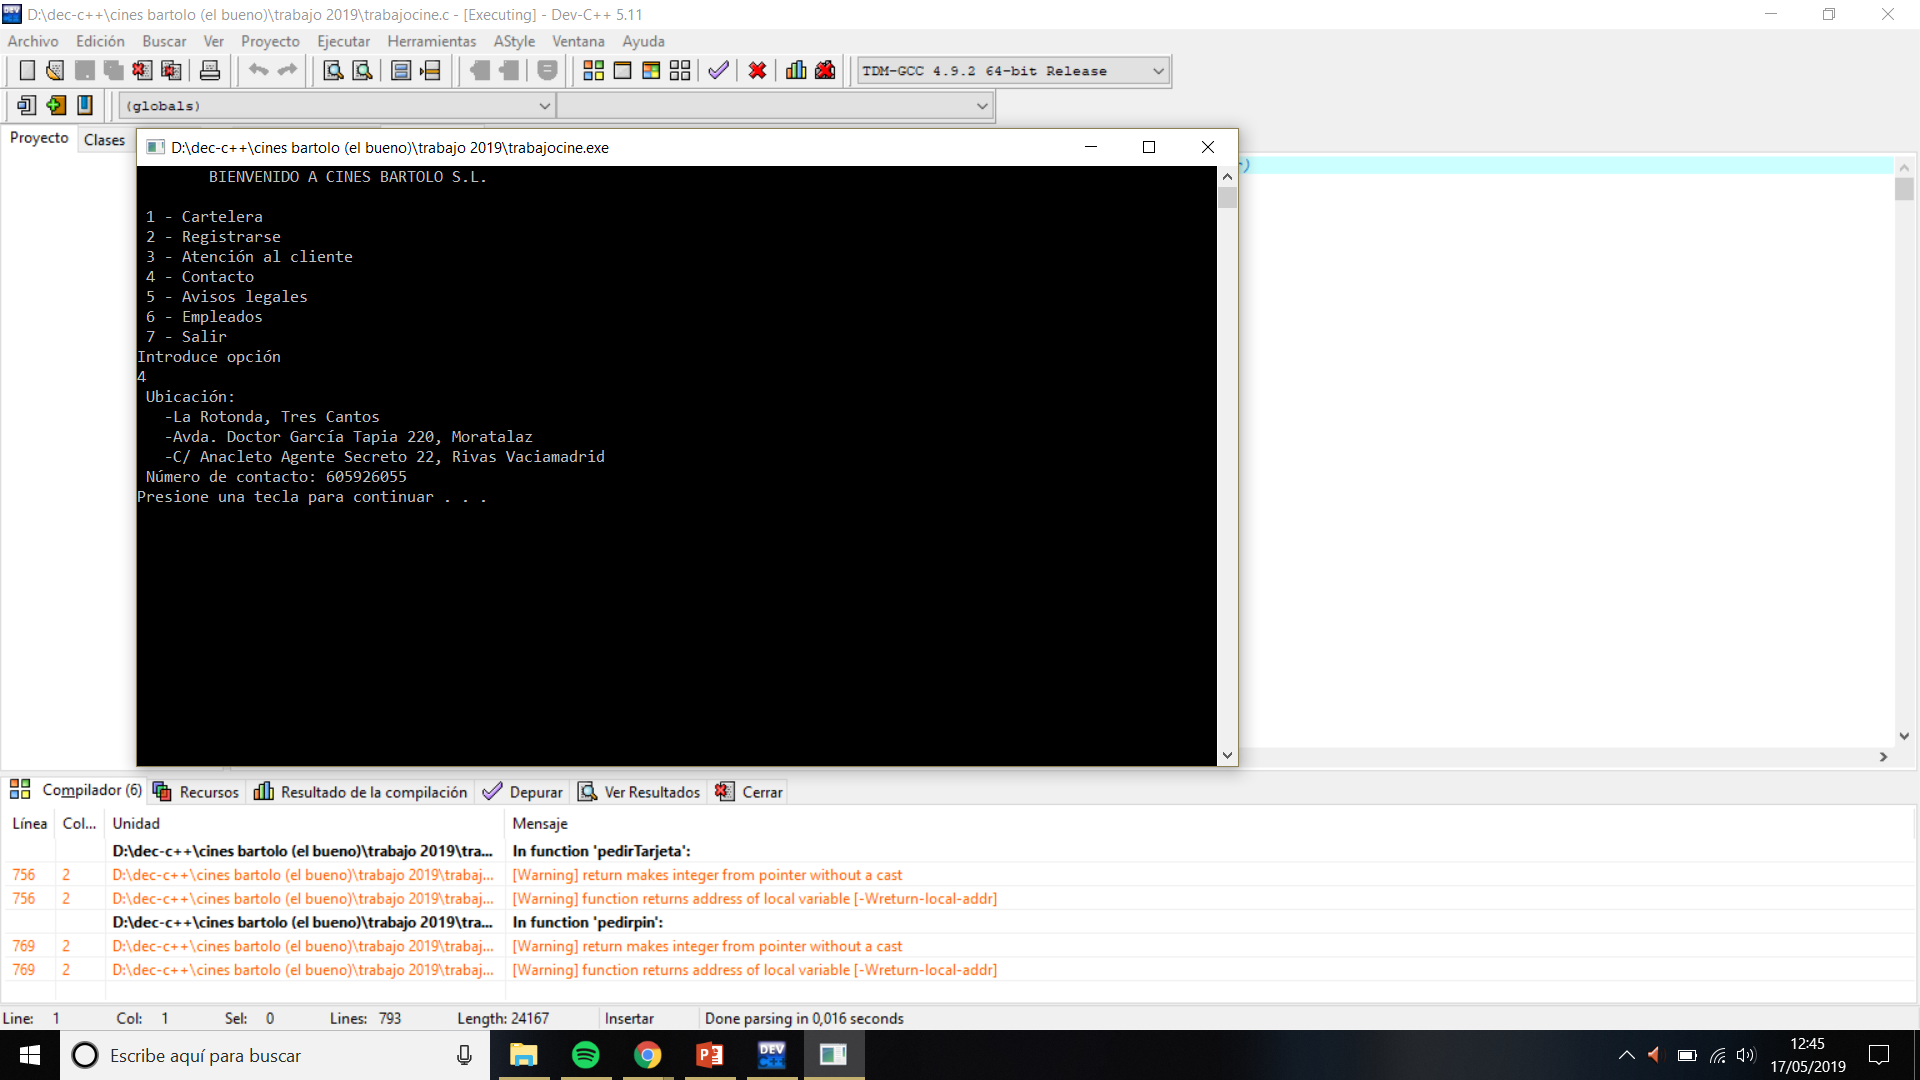 D:\dec-c++\cines bartolo (el bueno)\trabajo 2019\trabajocine.c - [Executing] - Dev-C++ 5.11
Archivo Edición Buscar Ver Proyecto Ejecutar Herramientas AStyle Ventana Ayuda
TDM-GCC 4.9.2 64-bit Release
(globals)
Proyecto Clases
D:\dec-c++\cines bartolo (el bueno)\trabajo 2019\trabajocine.exe
BIENVENIDO A CINES BARTOLO S.L.
1 - Cartelera
2 - Registrarse
3 - Atención al cliente
4 - Contacto
5 - Avisos legales
6 - Empleados
7 - Salir
Introduce opción
4
Ubicación:
-La Rotonda, Tres Cantos
-Avda. Doctor García Tapia 220, Moratalaz
-C/ Anacleto Agente Secreto 22, Rivas Vaciamadrid
Número de contacto: 605926055
Presione una tecla para continuar . . .
Compilador (6) Recursos Resultado de la compilación Depurar Ver Resultados Cerrar
Línea Col... Unidad Mensaje
D:\dec-c++\cines bartolo (el bueno)\trabajo 2019\tra... In function 'pedirTarjeta':
756 2 D:\dec-c++\cines bartolo (el bueno)\trabajo 2019\trabaj... [Warning] return makes integer from pointer without a cast
756 2 D:\dec-c++\cines bartolo (el bueno)\trabajo 2019\trabaj... [Warning] function returns address of local variable [-Wreturn-local-addr]
D:\dec-c++\cines bartolo (el bueno)\trabajo 2019\tra... In function 'pedirpin':
769 2 D:\dec-c++\cines bartolo (el bueno)\trabajo 2019\trabaj... [Warning] return makes integer from pointer without a cast
769 2 D:\dec-c++\cines bartolo (el bueno)\trabajo 2019\trabaj... [Warning] function returns address of local variable [-Wreturn-local-addr]
Line: 1 Col: 1 Sel: 0 Lines: 793 Length: 24167 Insertar Done parsing in 0,016 seconds
Escribe aquí para buscar
DEV C++
12:45
17/05/2019